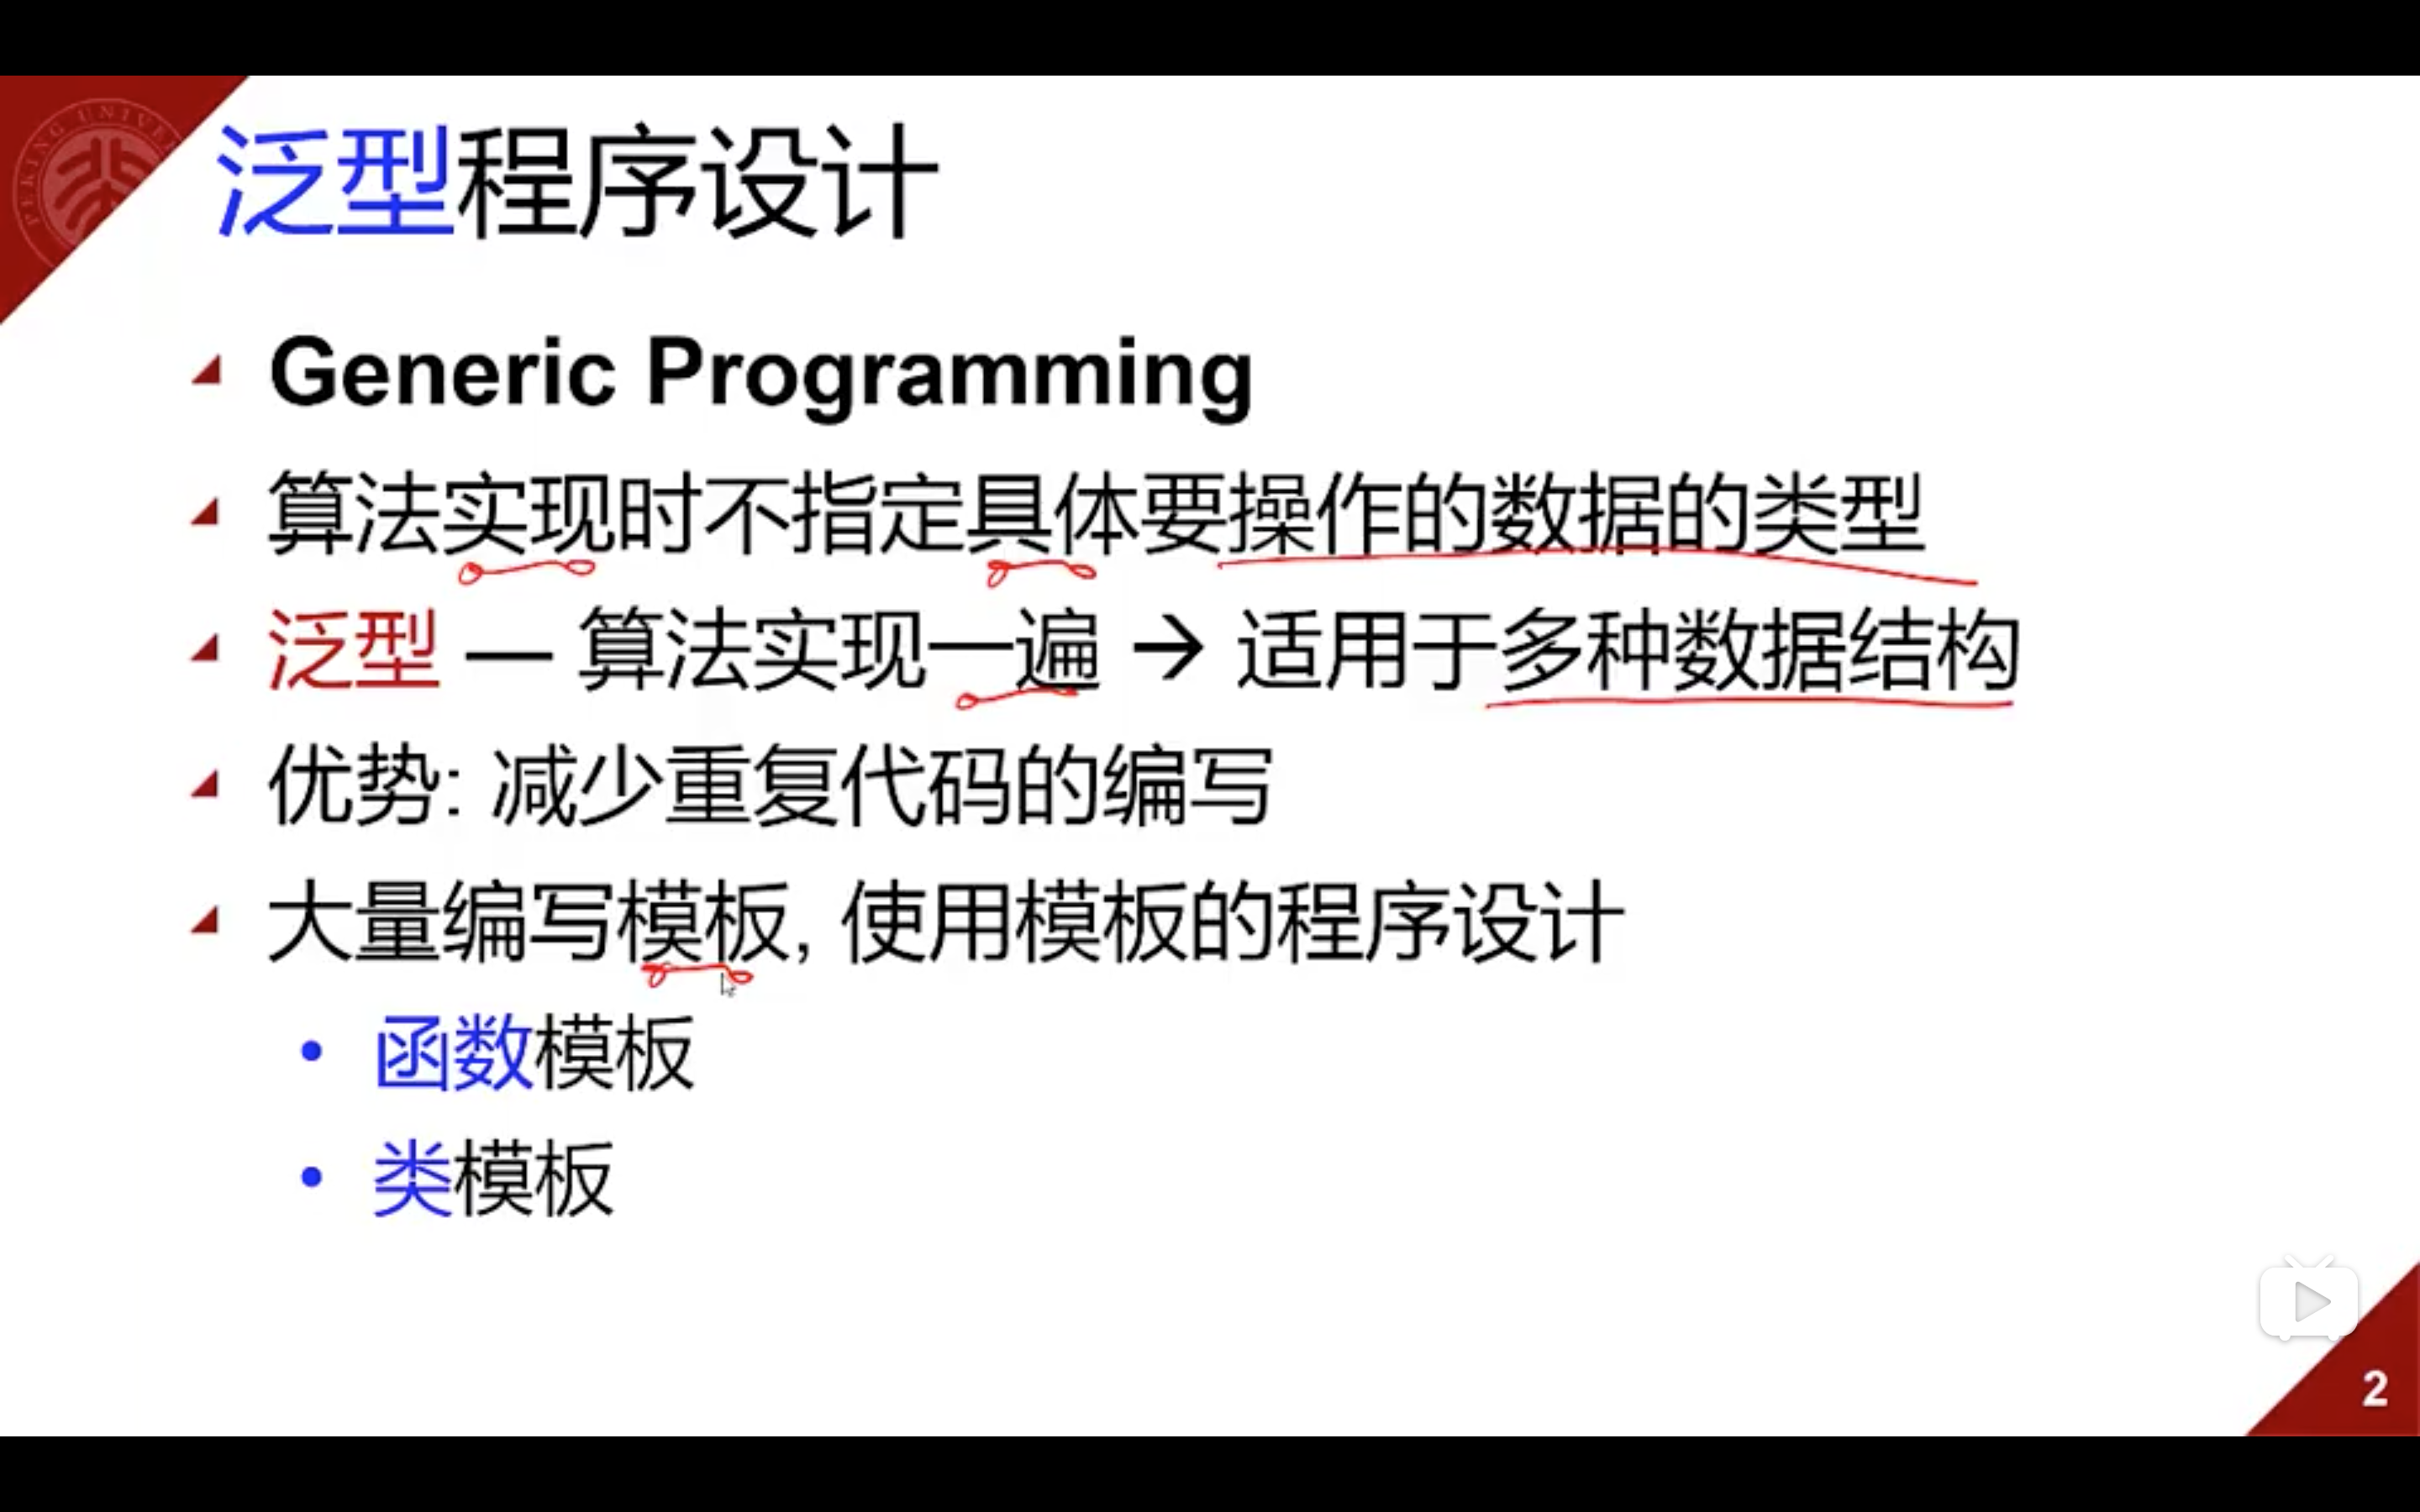 PEKING UNIVE
泛型程序设计
Generic Programming
算法实现时不指定具体要操作的数据的类型
泛型 — 算法实现一遍 → 适用于多种数据结构
优势: 减少重复代码的编写
大量编写模板, 使用模板的程序设计
函数模板
类模板
2